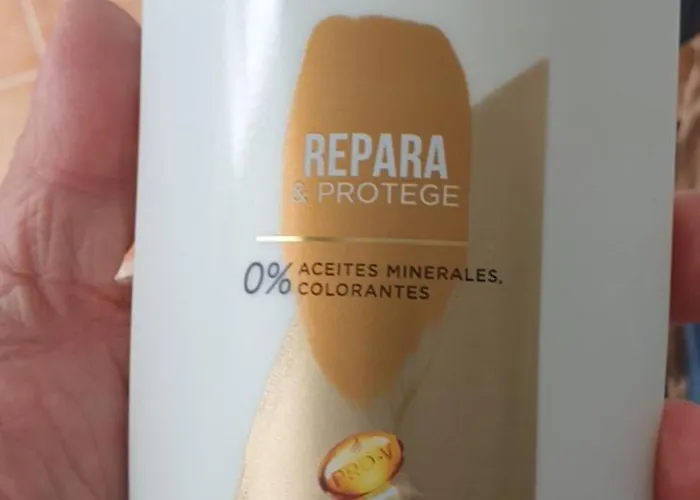 REPARA
& PROTEGE
0% ACEITES MINERALES,
COLORANTES
PRO-V